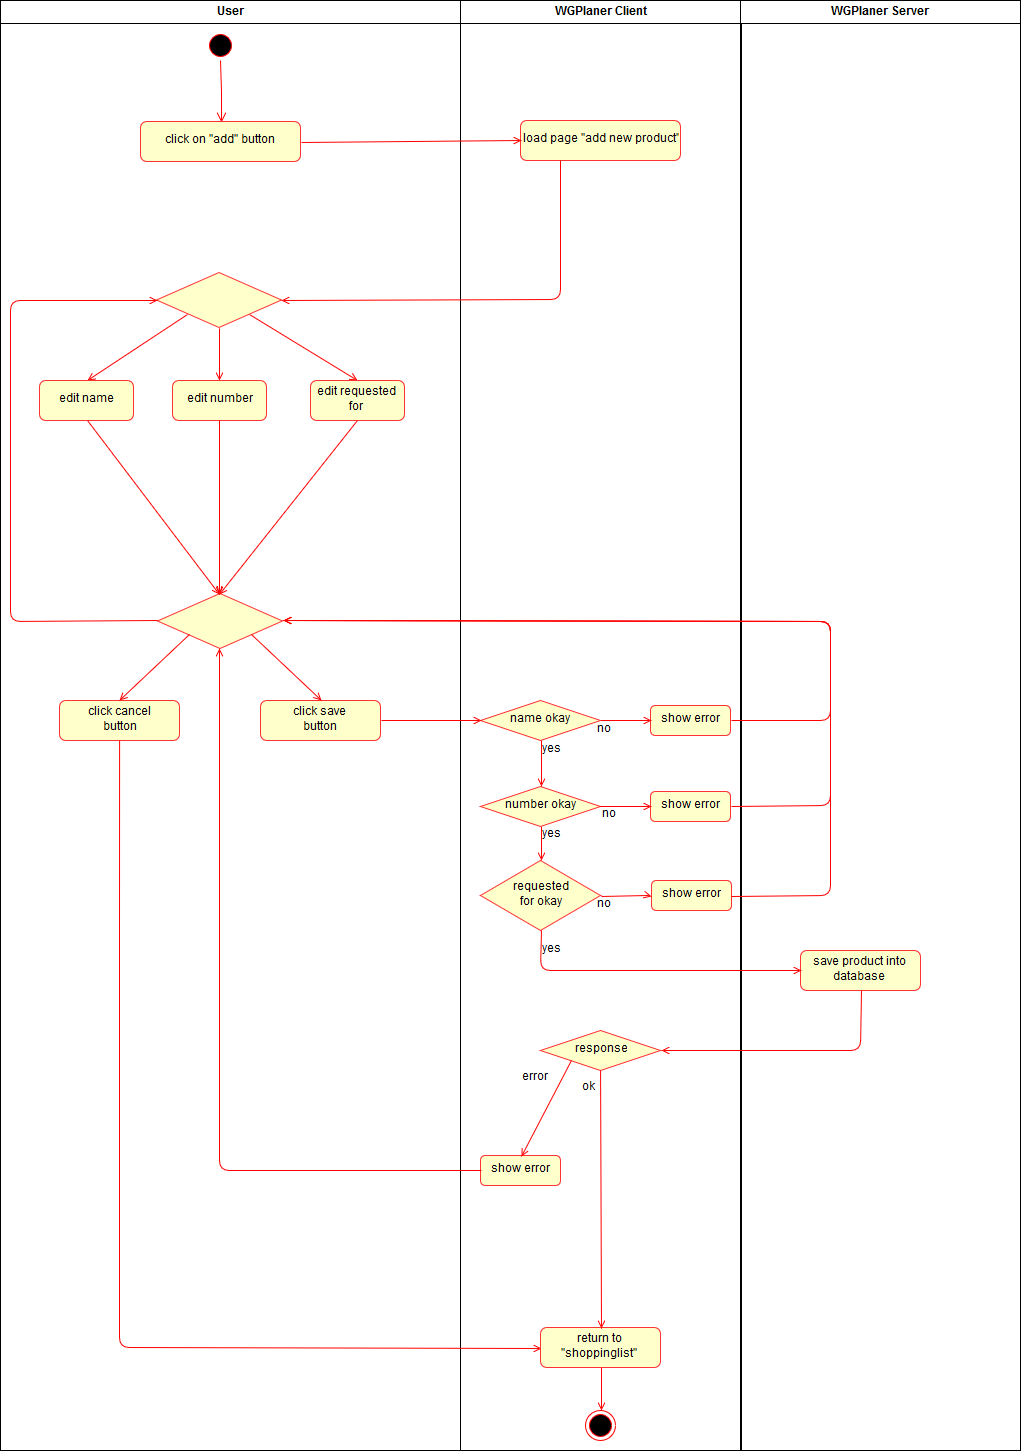 User
WGPlaner Client
WGPlaner Server
click on "add" button
load page "add new product"
edit name
edit number
edit requested
for
click cancel
button
click save
button
name okay
no
show error
yes
number okay
no
show error
yes
requested
for okay
no
show error
yes
save product into
database
response
error
ok
show error
return to
"shoppinglist"